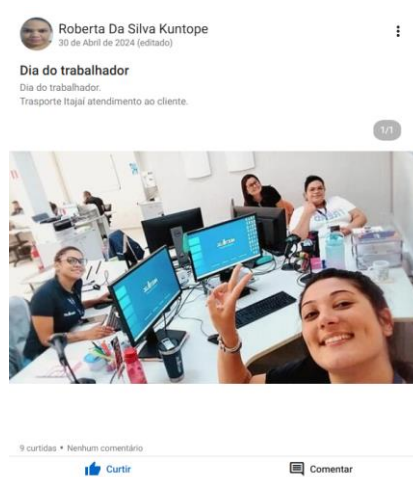 Roberta Da Silva Kuntope
30 de Abril de 2024 (editado)
Dia do trabalhador
Dia do trabalhador.
Trasporte Itajaí atendimento ao cliente.
1/1
9 curtidas • Nenhum comentário
Curtir
Comentar